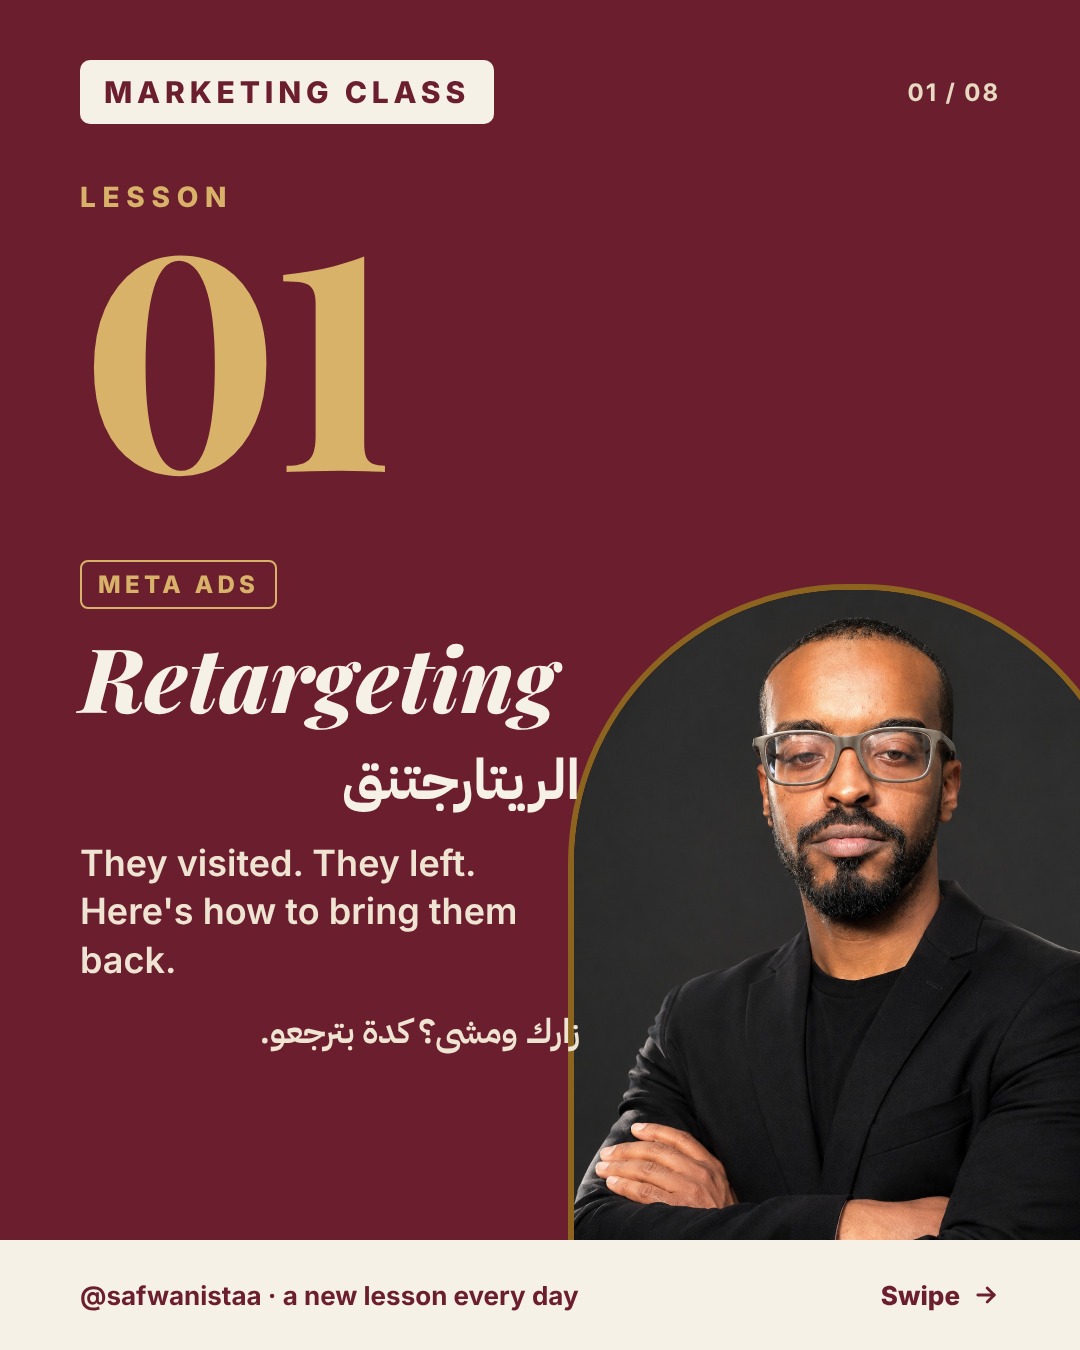 MARKETING CLASS
01 / 08
LESSON
01
META ADS
Retargeting
الريتارجتنق
They visited. They left.
Here's how to bring them
back.
زارك ومشى؟ كدة بترجعو.
@safwanistaa · a new lesson every day
Swipe →